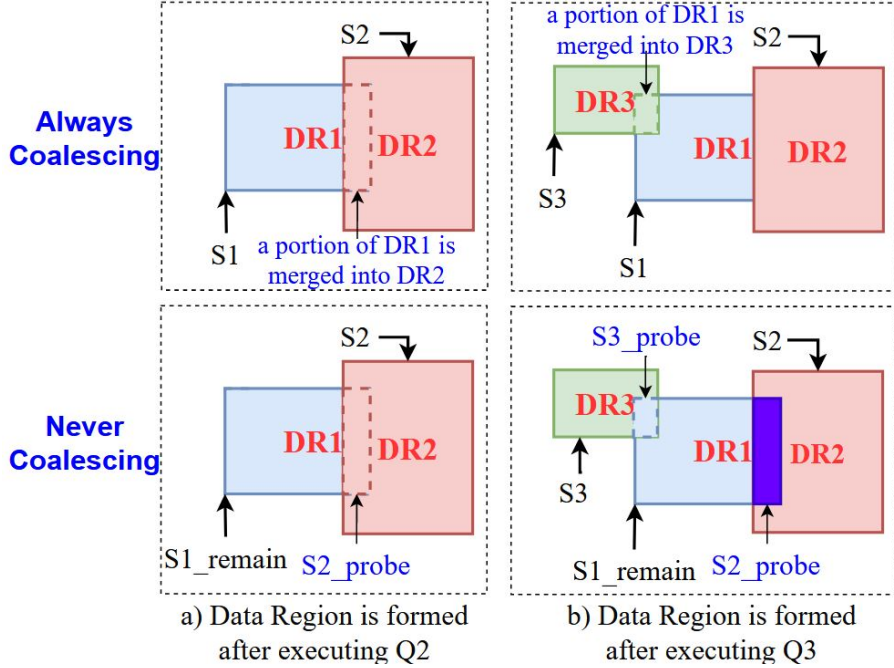 Always
Coalescing
S2
DR1
DR2
S1
a portion of DR1 is
merged into DR2
a portion of DR1 is
merged into DR3
S2
DR3
DR1
DR2
S3
S1
Never
Coalescing
S2
DR1
DR2
S1_remain
S2_probe
S3_probe
S2
DR3
DR1
DR2
S3
S1_remain
S2_probe
a) Data Region is formed
after executing Q2
b) Data Region is formed
after executing Q3